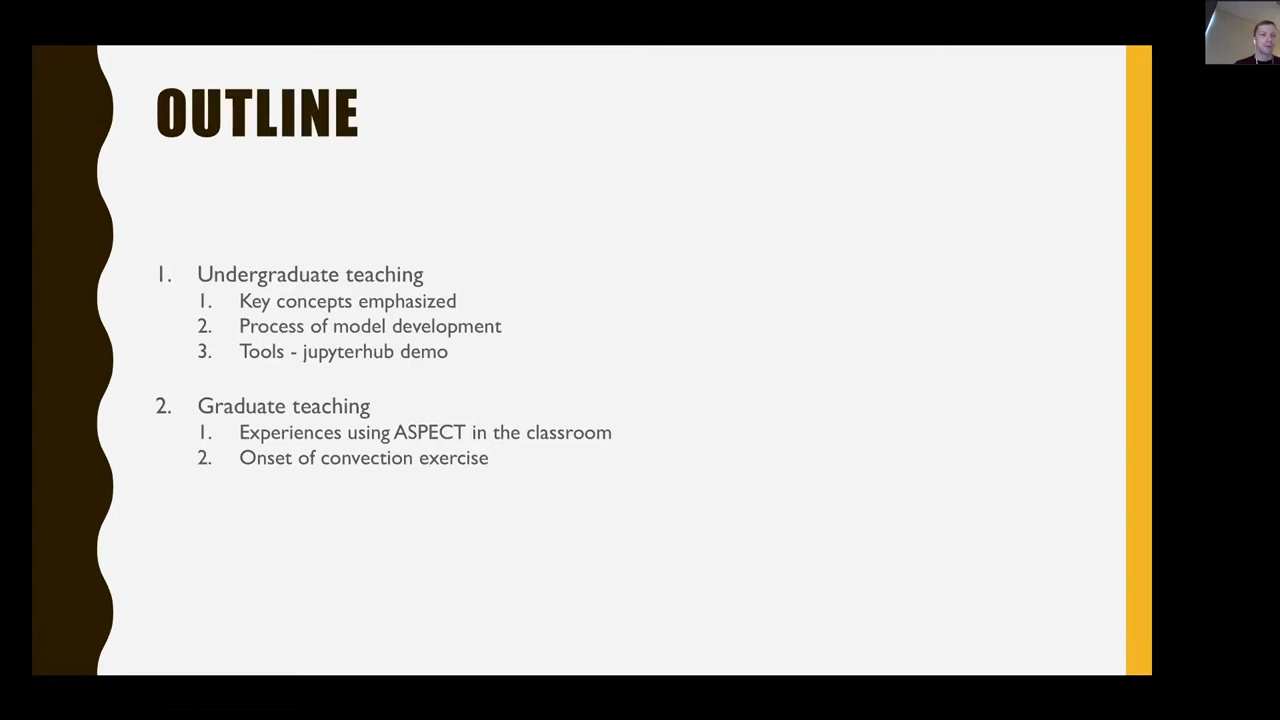 OUTLINE
1. Undergraduate teaching
1. Key concepts emphasized
2. Process of model development
3. Tools - jupyterhub demo
2. Graduate teaching
1. Experiences using ASPECT in the classroom
2. Onset of convection exercise